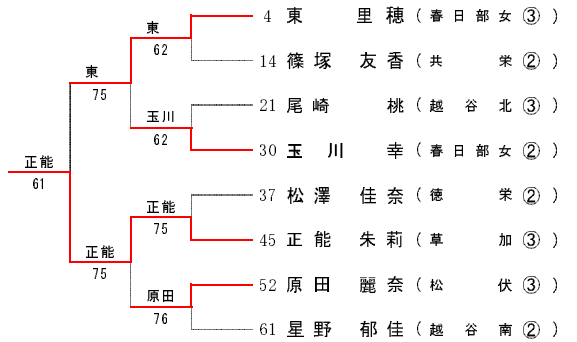 4 東 里穂 (春日部女 ③)
東
62
14 篠塚 友香 (共栄 ②)
東
75
21 尾崎 桃 (越谷北 ③)
玉川
62
30 玉川 幸 (春日部女 ②)
正能
61
37 松澤 佳奈 (徳栄 ②)
正能
75
45 正能 朱莉 (草加 ③)
正能
75
52 原田 麗奈 (松伏 ③)
原田
76
61 星野 郁佳 (越谷南 ②)